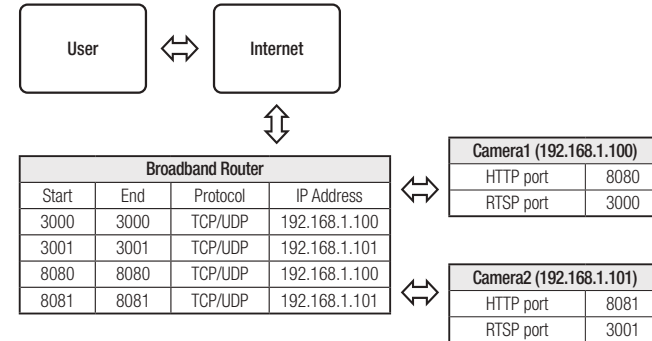 User
Internet
Broadband Router
Start End Protocol IP Address
3000 3000 TCP/UDP 192.168.1.100
3001 3001 TCP/UDP 192.168.1.101
8080 8080 TCP/UDP 192.168.1.100
8081 8081 TCP/UDP 192.168.1.101
Camera1 (192.168.1.100)
HTTP port 8080
RTSP port 3000
Camera2 (192.168.1.101)
HTTP port 8081
RTSP port 3001